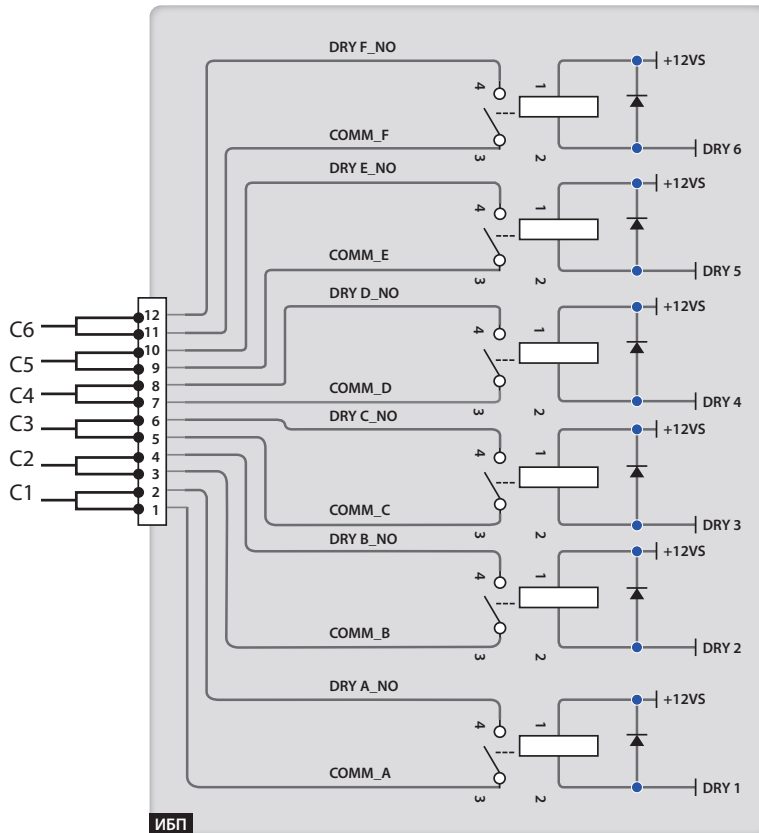 DRY F_NO
4 1 +12VS
COMM_F
3 2 DRY 6
DRY E_NO
4 1 +12VS
COMM_E
3 2 DRY 5
DRY D_NO
4 1 +12VS
COMM_D
3 2 DRY 4
DRY C_NO
4 1 +12VS
COMM_C
3 2 DRY 3
DRY B_NO
4 1 +12VS
COMM_B
3 2 DRY 2
DRY A_NO
4 1 +12VS
COMM_A
3 2 DRY 1
C6
C5
C4
C3
C2
C1
12
11
10
9
8
7
6
5
4
3
2
1
ИБП